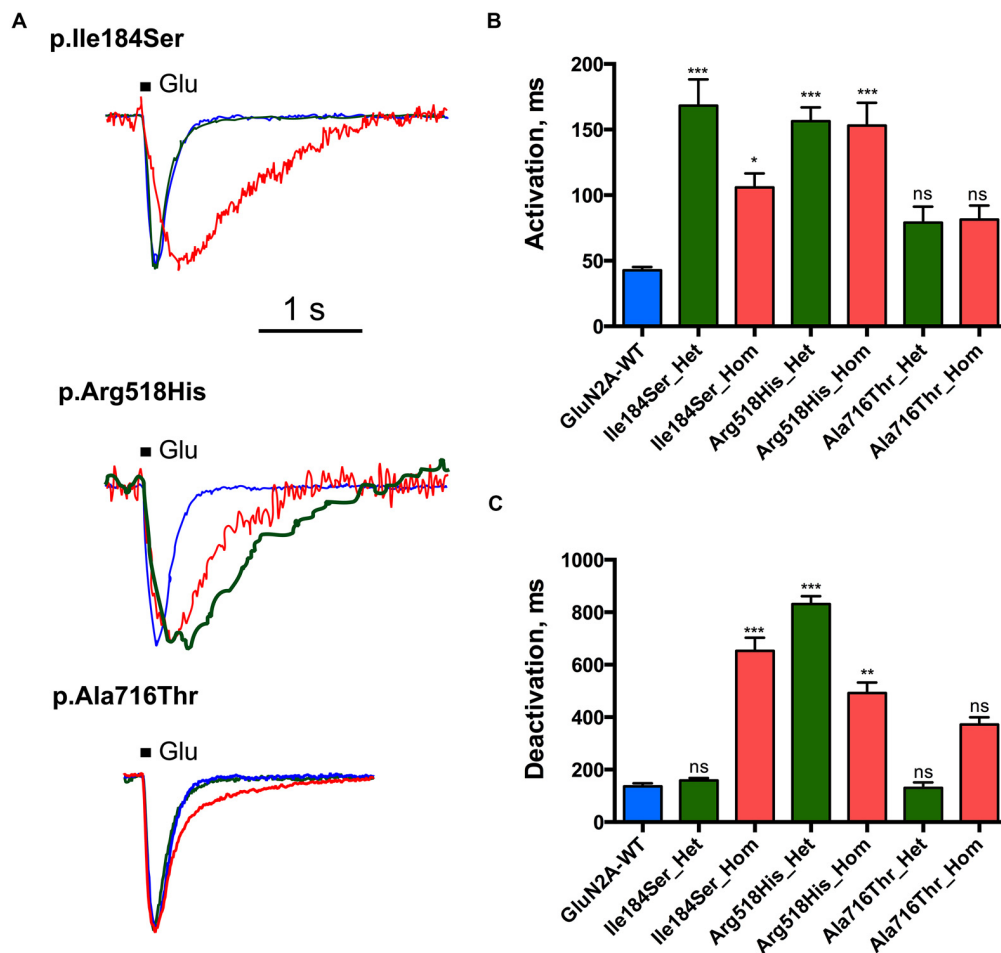 A
p.Ile184Ser
Glu
1 s
p.Arg518His
Glu
p.Ala716Thr
Glu
B
Activation, ms
200
150
100
50
0
***
*
***
***
ns
ns
GluN2A-WT
Ile184Ser_Het
Ile184Ser_Hom
Arg518His_Het
Arg518His_Hom
Ala716Thr_Het
Ala716Thr_Hom
C
Deactivation, ms
1000
800
600
400
200
0
ns
***
***
**
ns
ns
GluN2A-WT
Ile184Ser_Het
Ile184Ser_Hom
Arg518His_Het
Arg518His_Hom
Ala716Thr_Het
Ala716Thr_Hom